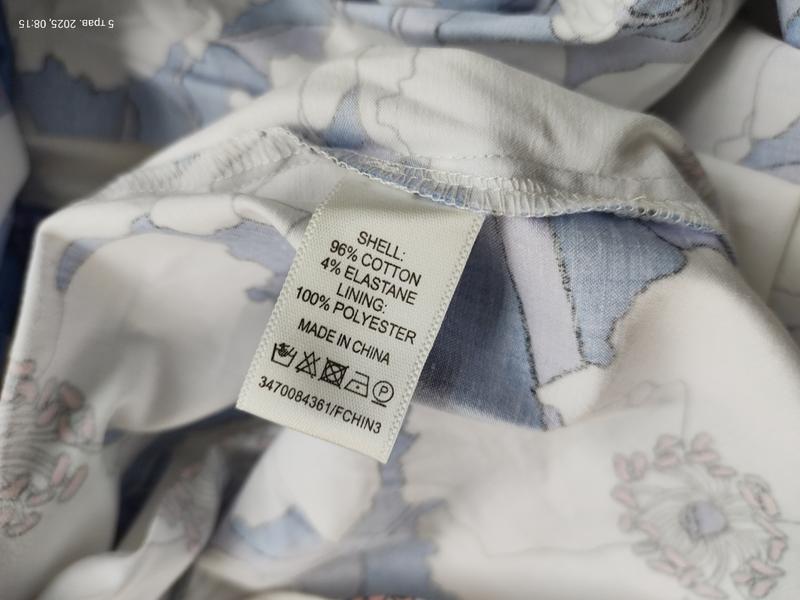 5 трав. 2025, 08:15
SHELL:
96% COTTON
4% ELASTANE
LINING:
100% POLYESTER
MADE IN CHINA
P
3470084361/FCHIN3